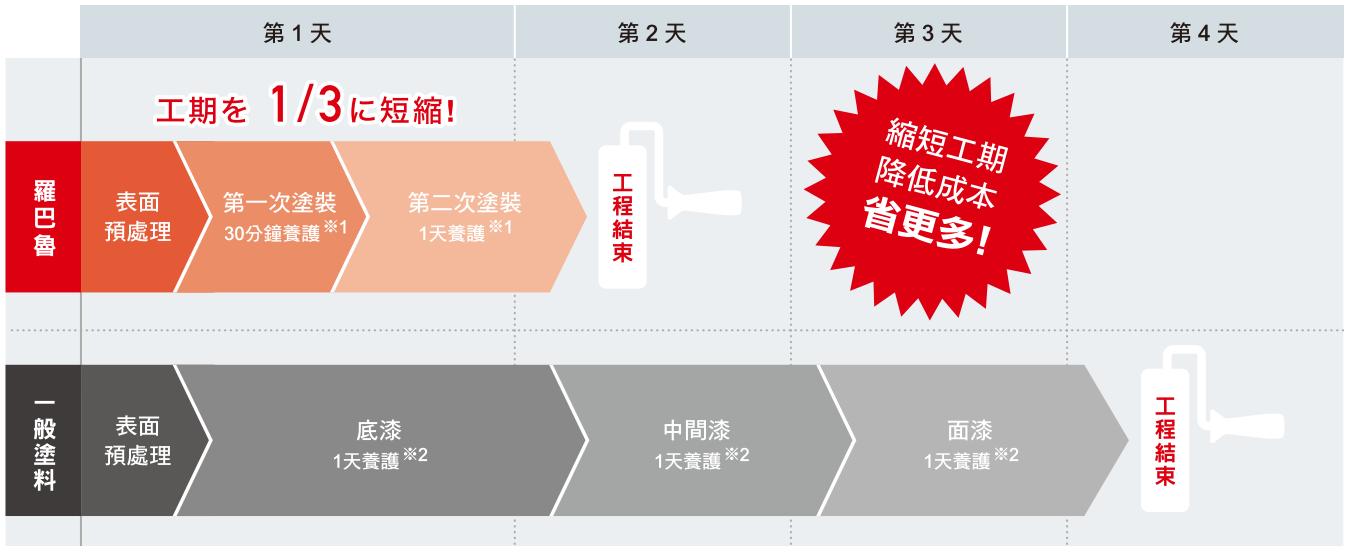 第1天
第2天
第3天
第4天
工期を 1/3に短縮!
羅巴魯
表面
預處理
第一次塗裝
30分鐘養護※1
第二次塗裝
1天養護※1
工程結束
縮短工期
降低成本
省更多!
一般塗料
表面
預處理
底漆
1天養護※2
中間漆
1天養護※2
面漆
1天養護※2
工程結束